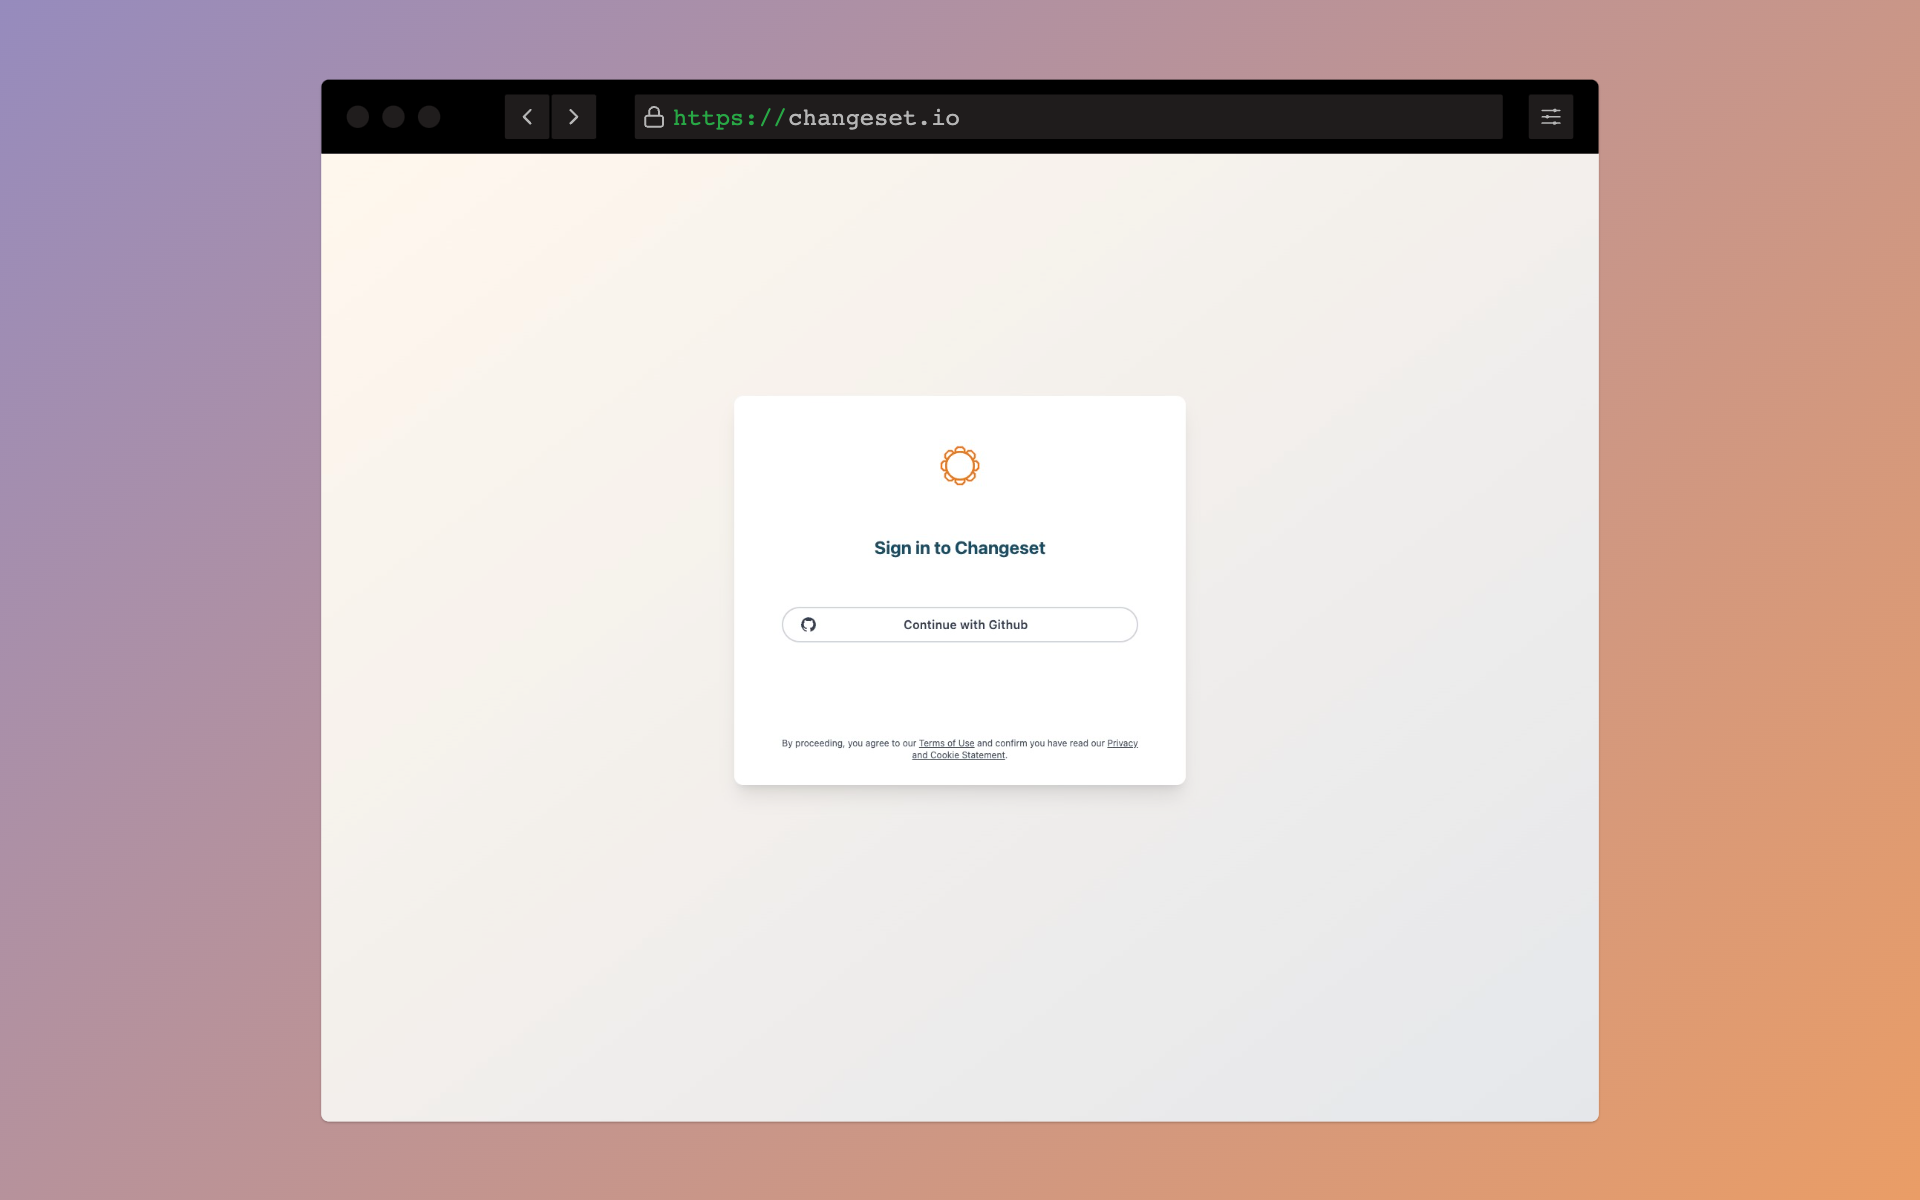 https://changeset.io
Sign in to Changeset
Continue with Github
By proceeding, you agree to our Terms of Use and confirm you have read our Privacy
and Cookie Statement.